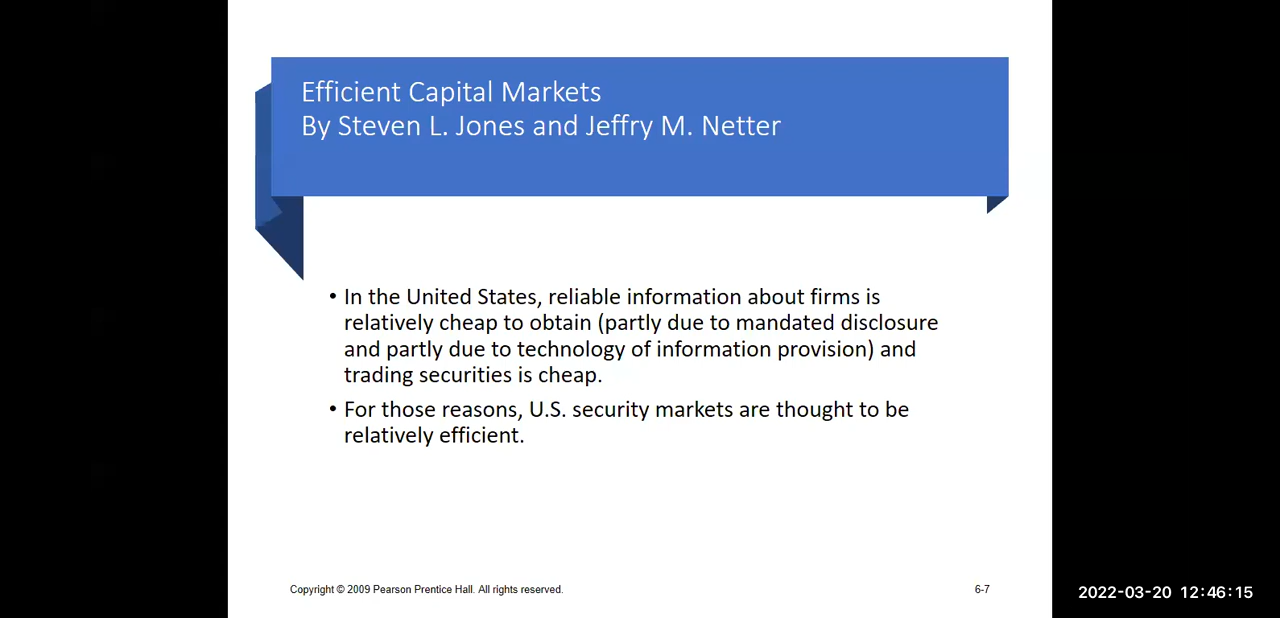 Efficient Capital Markets
By Steven L. Jones and Jeffry M. Netter
• In the United States, reliable information about firms is
relatively cheap to obtain (partly due to mandated disclosure
and partly due to technology of information provision) and
trading securities is cheap.
• For those reasons, U.S. security markets are thought to be
relatively efficient.
Copyright © 2009 Pearson Prentice Hall. All rights reserved.
6-7
2022-03-20 12:46:15